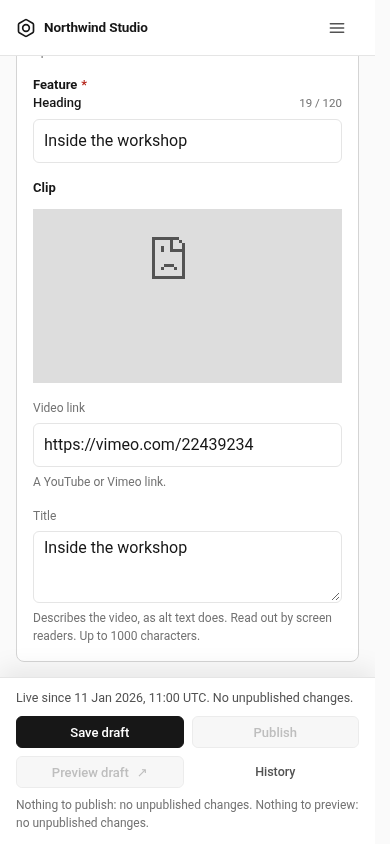 Northwind Studio
Feature *
Heading 19 / 120
Inside the workshop
Clip
Video link
https://vimeo.com/22439234
A YouTube or Vimeo link.
Title
Inside the workshop
Describes the video, as alt text does. Read out by screen
readers. Up to 1000 characters.
Live since 11 Jan 2026, 11:00 UTC. No unpublished changes.
Save draft Publish
Preview draft ↗ History
Nothing to publish: no unpublished changes. Nothing to preview:
no unpublished changes.